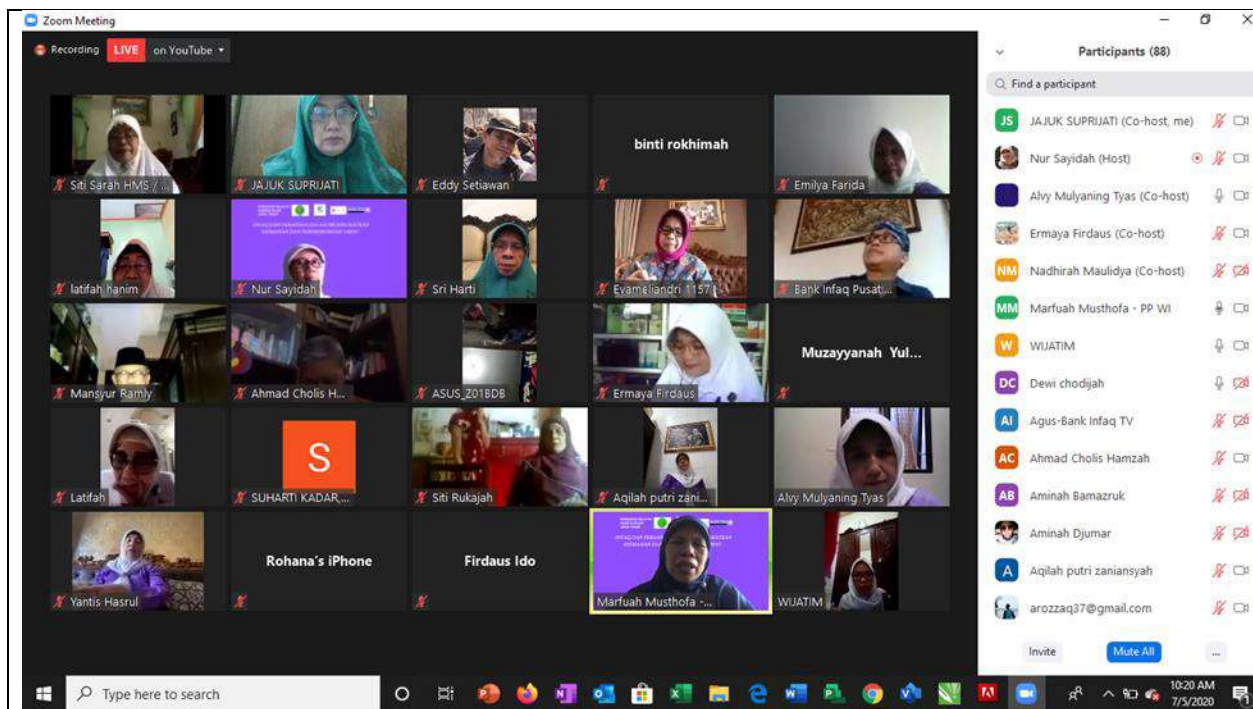 Zoom Meeting
Recording LIVE on YouTube
Siti Sarah HMS / ...
JAJUK SUPRIJATI
Eddy Setiawan
binti rokhimah
Emilya Farida
latifah hanim
Nur Sayidah
Sri Harti
Evameliandri 1157
Bank Infaq Pusat...
Mansyur Ramly
Ahmad Cholis H...
ASUS_Z01BDB
Ermaya Firdaus
Muzayyanah Yul...
Latifah
S
SUHARTI KADAR,...
Siti Rukajah
Aqilah putri zani...
Alvy Mulyaning Tyas
Yantis Hasrul
Rohana's iPhone
Firdaus Ido
Marfuah Musthofa -...
WIJATIM
Participants (88)
Find a participant
JS JAJUK SUPRIJATI (Co-host, me)
Nur Sayidah (Host)
Alvy Mulyaning Tyas (Co-host)
Ermaya Firdaus (Co-host)
NM Nadhirah Maulidya (Co-host)
MM Marfuah Musthofa - PP WI
W WIJATIM
DC Dewi chodijah
AI Agus-Bank Infaq TV
AC Ahmad Cholis Hamzah
AB Aminah Bamazruk
Aminah Djumar
A Aqilah putri zaniansyah
arozzaq37@gmail.com
Invite Mute All ...
Type here to search
10:20 AM
7/5/2020